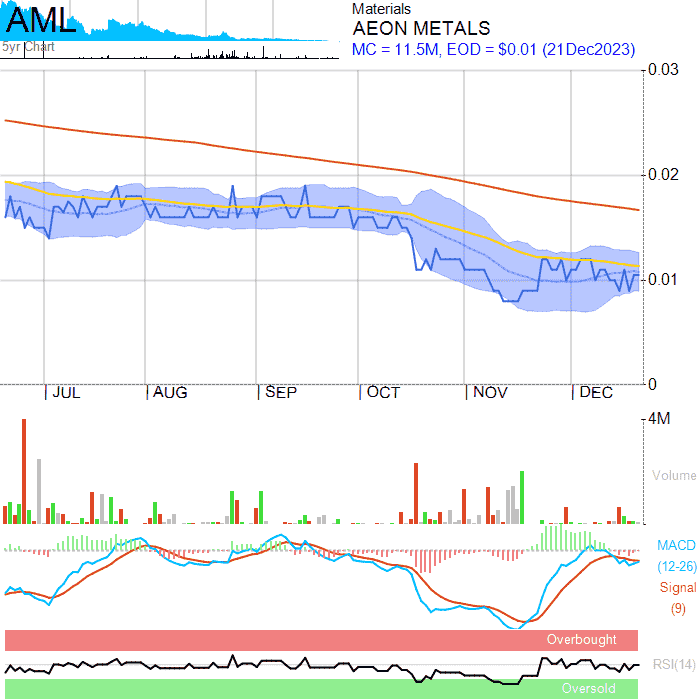 AML
5yr Chart
Materials
AEON METALS
MC = 11.5M, EOD = $0.01 (21Dec2023)
0.03
0.02
0.01
0
JUL AUG SEP OCT NOV DEC
4M
Volume
MACD
(12-26)
Signal
(9)
Overbought
RSI(14)
Oversold